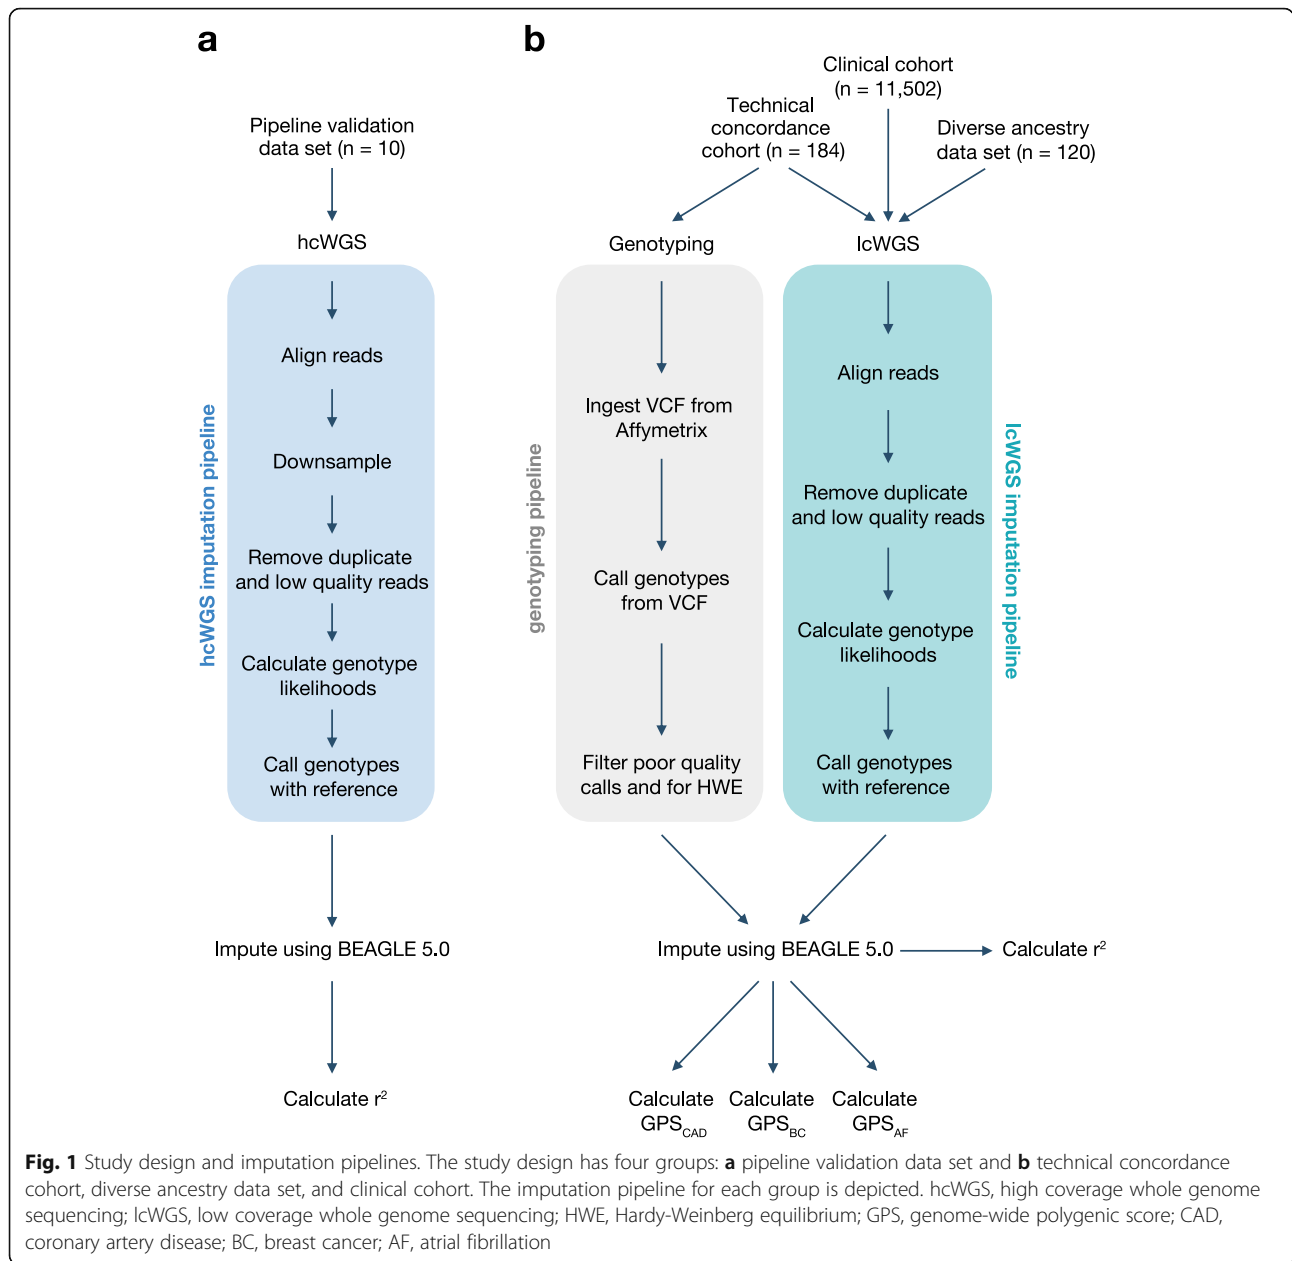 a
Pipeline validation
data set (n = 10)
hcWGS
hcWGS imputation pipeline
Align reads
Downsample
Remove duplicate
and low quality reads
Calculate genotype
likelihoods
Call genotypes
with reference
Impute using BEAGLE 5.0
Calculate r²
b
Clinical cohort
(n = 11,502)
Technical
concordance
cohort (n = 184)
Diverse ancestry
data set (n = 120)
Genotyping
lcWGS
genotyping pipeline
Ingest VCF from
Affymetrix
Call genotypes
from VCF
Filter poor quality
calls and for HWE
Align reads
Remove duplicate
and low quality reads
Calculate genotype
likelihoods
Call genotypes
with reference
lcWGS imputation pipeline
Impute using BEAGLE 5.0
Calculate r²
Calculate
GPS_CAD
Calculate
GPS_BC
Calculate
GPS_AF
Fig. 1 Study design and imputation pipelines. The study design has four groups: a pipeline validation data set and b technical concordance
cohort, diverse ancestry data set, and clinical cohort. The imputation pipeline for each group is depicted. hcWGS, high coverage whole genome
sequencing; lcWGS, low coverage whole genome sequencing; HWE, Hardy-Weinberg equilibrium; GPS, genome-wide polygenic score; CAD,
coronary artery disease; BC, breast cancer; AF, atrial fibrillation